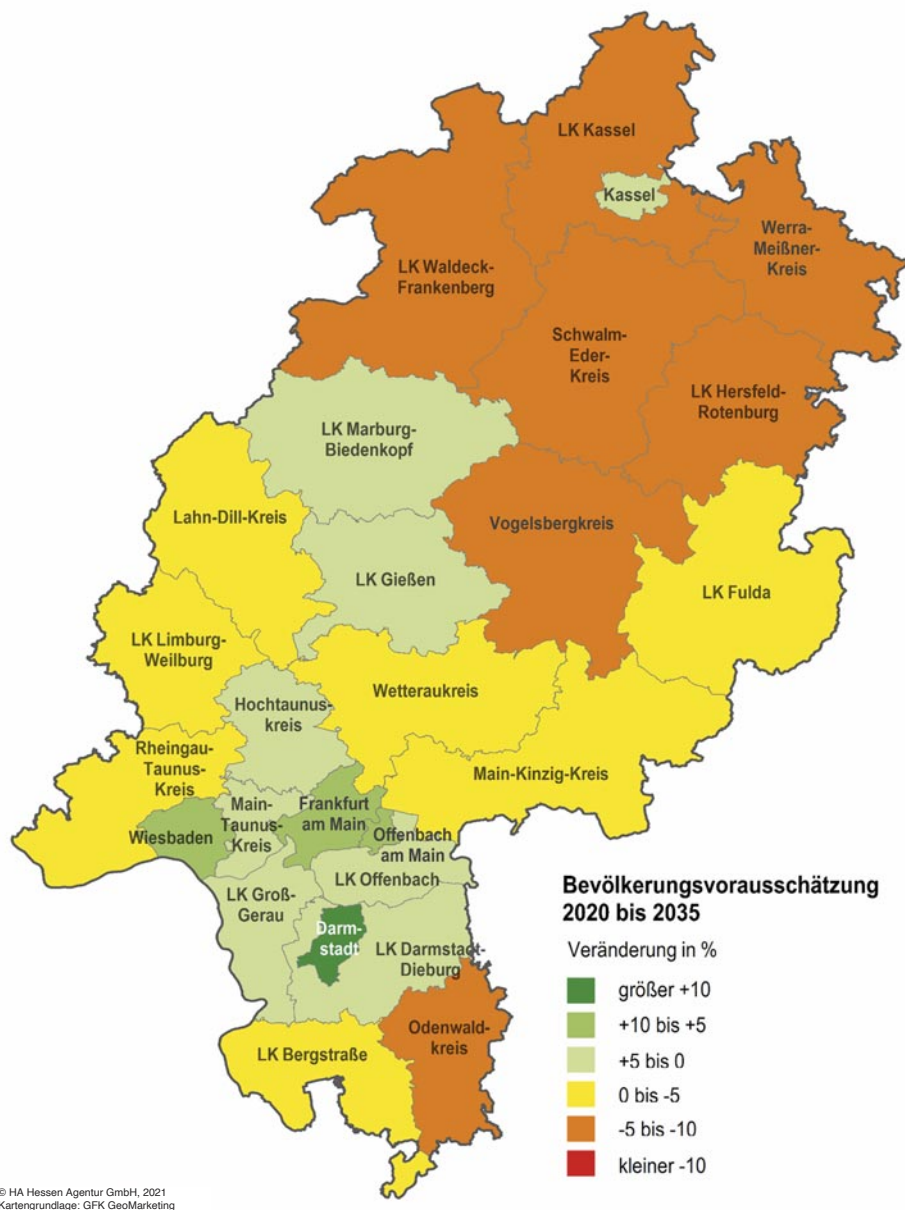 LK Kassel
Kassel
Werra-
Meißner-
Kreis
LK Waldeck-
Frankenberg
Schwalm-
Eder-
Kreis
LK Hersfeld-
Rotenburg
LK Marburg-
Biedenkopf
Lahn-Dill-Kreis
Vogelsbergkreis
LK Gießen
LK Fulda
LK Limburg-
Weilburg
Wetteraukreis
Hochtaunus-
kreis
Rheingau-
Taunus-
Kreis
Main-Kinzig-Kreis
Main-
Taunus-
Kreis
Frankfurt
am Main
Wiesbaden
Offenbach
am Main
LK Offenbach
LK Groß-
Gerau
Darm-
stadt
LK Darmstadt-
Dieburg
Odenwald-
kreis
LK Bergstraße
Bevölkerungsvorausschätzung
2020 bis 2035
Veränderung in %
größer +10
+10 bis +5
+5 bis 0
0 bis -5
-5 bis -10
kleiner -10
© HA Hessen Agentur GmbH, 2021
Kartengrundlage: GFK GeoMarketing